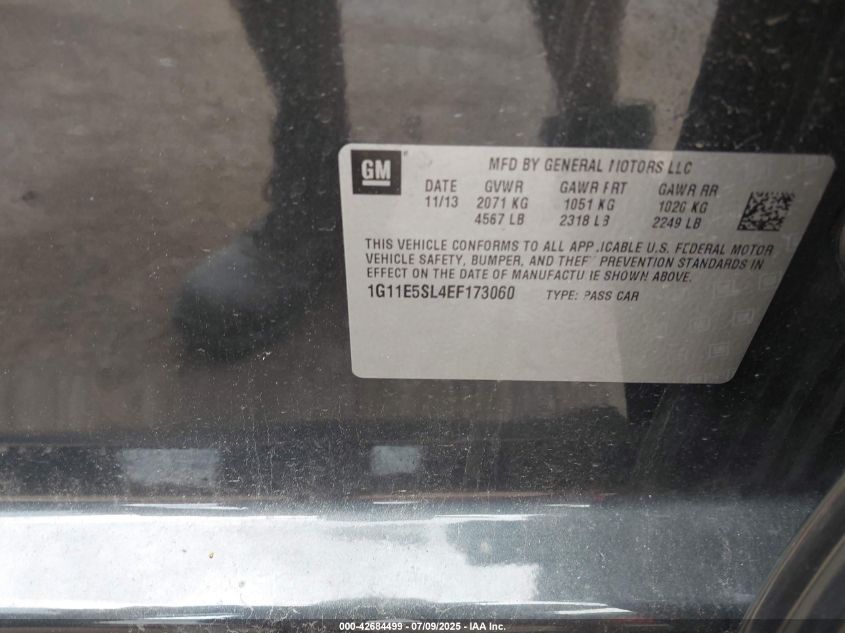 GM
MFD BY GENERAL MOTORS LLC
DATE GVWR GAWR FRT GAWR RR
11/13 2071 KG 1051 KG 1020 KG
4567 LB 2318 LB 2249 LB
THIS VEHICLE CONFORMS TO ALL APPLICABLE U.S. FEDERAL MOTOR
VEHICLE SAFETY, BUMPER, AND THEFT PREVENTION STANDARDS IN
EFFECT ON THE DATE OF MANUFACTURE SHOWN ABOVE.
1G11E5SL4EF173060 TYPE: PASS CAR
000-42684499 - 07/09/2025 - IAA Inc.